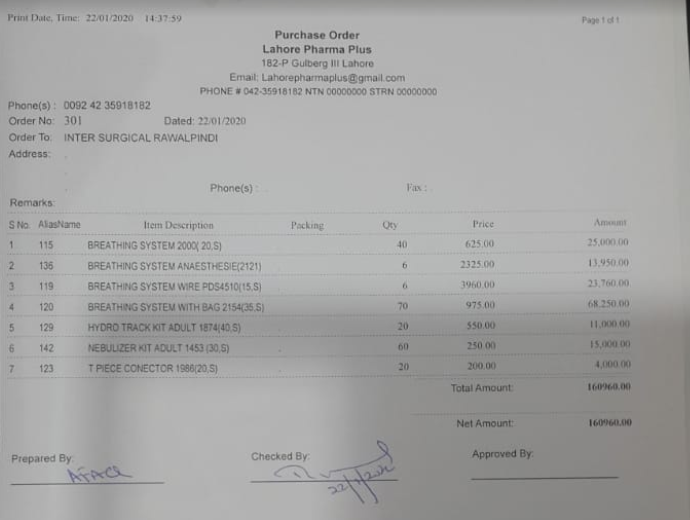 Print Date, Time: 22/01/2020 14:37:59 Page 1 of 1
Purchase Order
Lahore Pharma Plus
182-P Gulberg III Lahore
Email: Lahorepharmaplus@gmail.com
PHONE # 042-35918182 NTN 00000000 STRN 00000000
Phone(s) : 0092 42 35918182
Order No: 301 Dated: 22/01/2020
Order To: INTER SURGICAL RAWALPINDI
Address:
Phone(s) : Fax :
Remarks:
S No. AliasName Item Description Packing Qty Price Amount
1 115 BREATHING SYSTEM 2000( 20,S) 40 625.00 25,000.00
2 136 BREATHING SYSTEM ANAESTHESIE(2121) 6 2325.00 13,950.00
3 119 BREATHING SYSTEM WIRE PDS4510(15,S) 6 3960.00 23,760.00
4 120 BREATHING SYSTEM WITH BAG 2154(35,S) 70 975.00 68,250.00
5 129 HYDRO TRACK KIT ADULT 1874(40,S) 20 550.00 11,000.00
6 142 NEBULIZER KIT ADULT 1453 (30,S) 60 250.00 15,000.00
7 123 T PIECE CONECTOR 1986(20,S) 20 200.00 4,000.00
Total Amount: 160960.00
Net Amount: 160960.00
Prepared By: Checked By: Approved By: